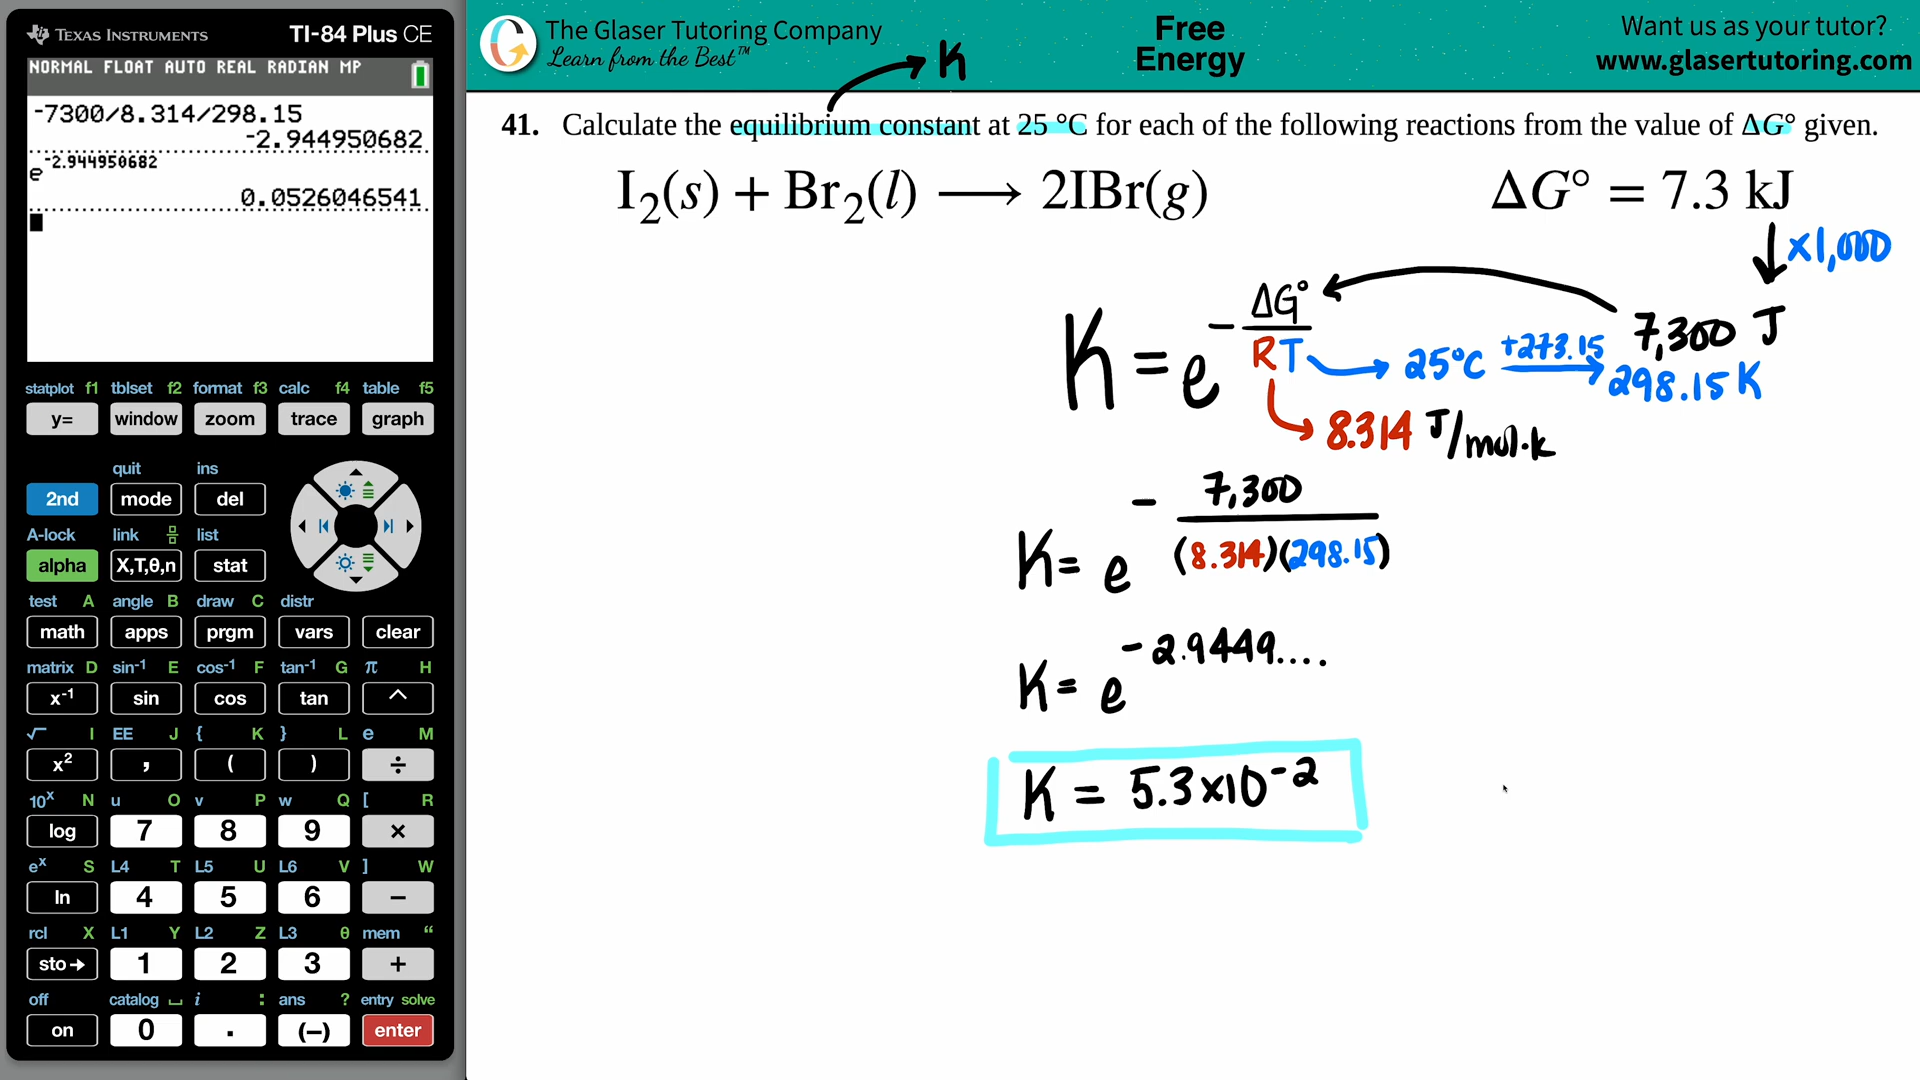 TEXAS INSTRUMENTS TI-84 Plus CE
NORMAL FLOAT AUTO REAL RADIAN MP
-7300/8.314/298.15
-2.944950682
e^-2.944950682
0.0526046541
statplot f1 tblset f2 format f3 calc f4 table f5
y= window zoom trace graph
quit ins
2nd mode del
A-lock link list
alpha X,T,θ,n stat
test A angle B draw C distr
math apps prgm vars clear
matrix D sin⁻¹ E cos⁻¹ F tan⁻¹ G π H
x⁻¹ sin cos tan ^
√ I EE J { K } L e M
x² , ( ) ÷
10ˣ N u O v P w Q [ R
log 7 8 9 ×
eˣ S L4 T L5 U L6 V ] W
ln 4 5 6 −
rcl X L1 Y L2 Z L3 θ mem “
sto→ 1 2 3 +
off catalog ⎵ i : ans ? entry solve
on 0 . (−) enter
The Glaser Tutoring Company
Learn from the Best™
K
Free
Energy
Want us as your tutor?
www.glasertutoring.com
41. Calculate the equilibrium constant at 25 °C for each of the following reactions from the value of ΔG° given.
I₂(s) + Br₂(l) ⟶ 2IBr(g) ΔG° = 7.3 kJ
×1,000
7,300 J
K = e^-ΔG°/RT
25°C +273.15 298.15 K
8.314 J/mol·K
K = e^-7,300/(8.314)(298.15)
K = e^-2.9449....
K = 5.3×10⁻²